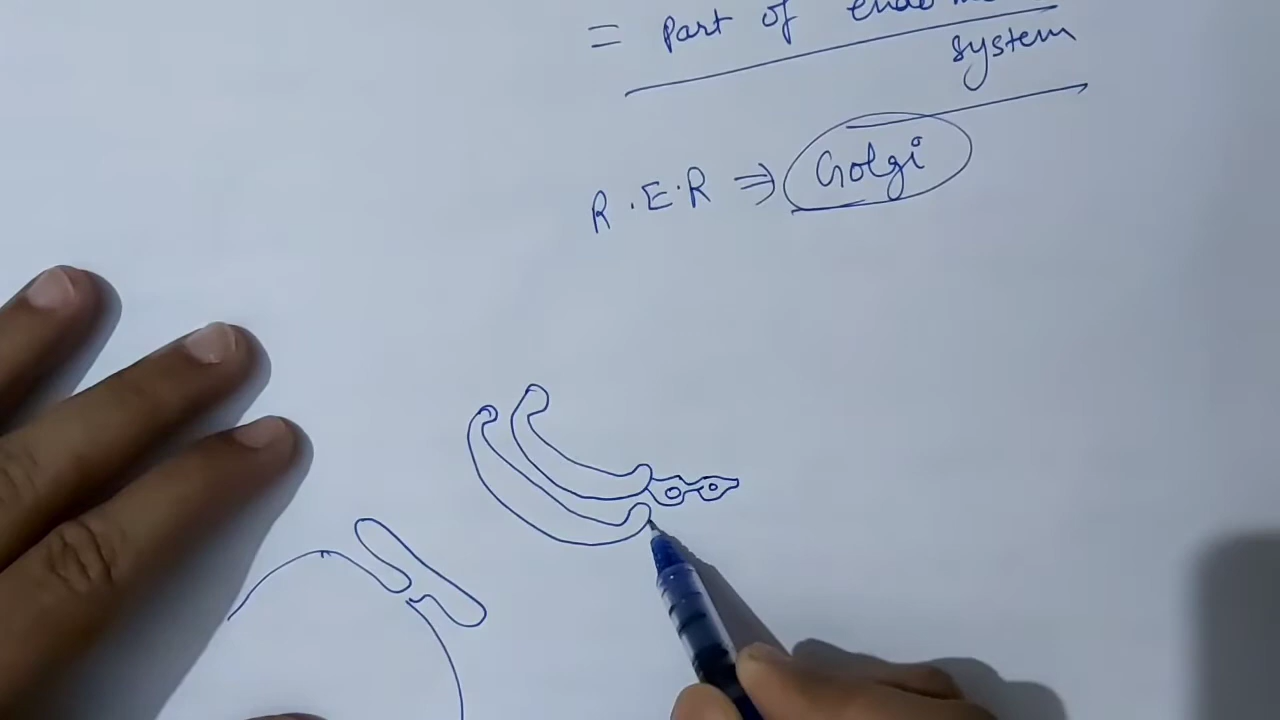 = Part of
system
R.E.R ⇒ Golgi